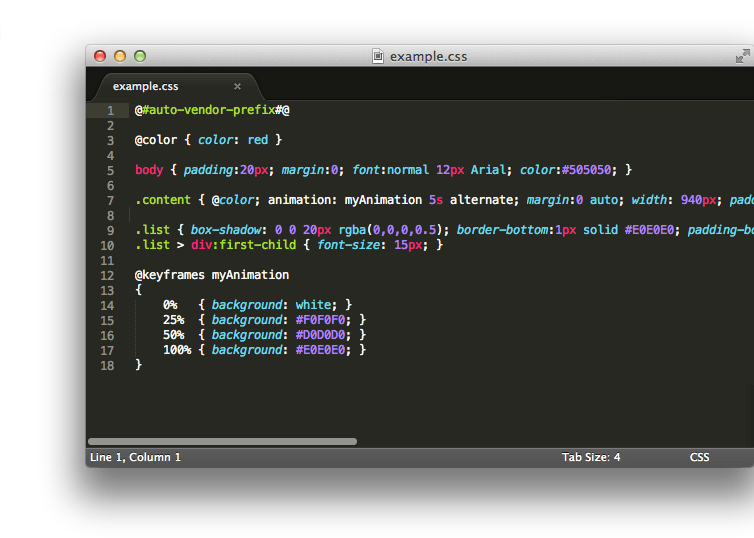 example.css
example.css ×
1 @#auto-vendor-prefix#@
2
3 @color { color: red }
4
5 body { padding:20px; margin:0; font:normal 12px Arial; color:#505050; }
6
7 .content { @color; animation: myAnimation 5s alternate; margin:0 auto; width: 940px; padd
8
9 .list { box-shadow: 0 0 20px rgba(0,0,0,0.5); border-bottom:1px solid #E0E0E0; padding-bo
10 .list > div:first-child { font-size: 15px; }
11
12 @keyframes myAnimation
13 {
14 0% { background: white; }
15 25% { background: #F0F0F0; }
16 50% { background: #D0D0D0; }
17 100% { background: #E0E0E0; }
18 }
Line 1, Column 1 Tab Size: 4 CSS